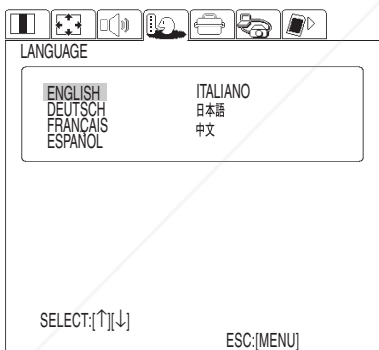 LANGUAGE
ENGLISH
DEUTSCH
FRANÇAIS
ESPAÑOL
ITALIANO
日本語
中文
SELECT:[↑][↓]
ESC:[MENU]